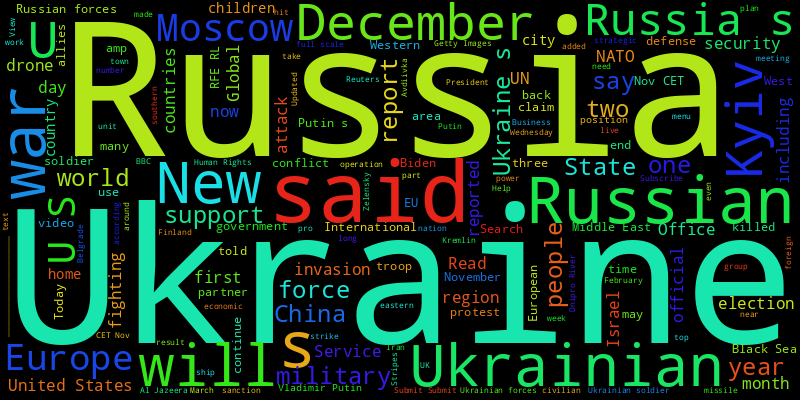 Russian forces
children
hit
made
Moscow
December
Russia s
plan
View
work
U
allies
amp
town
number
drone
day
country
war
Russia
many
unit
BBC
soldier
world
use
countries
southern
RFE RL
Global
now
full scale
take
Updated
attack
Putin s
Western
Reuters
report
Avdiivka
Getty Images
President
Putin
area
Ukraine s
city
UN
back
claim
Business
Wednesday
added
strategic
defense
NATO
need
say
Nov CET
two
position
live
end
security
meeting
West
menu
Kyiv
including
New
Human Rights
conflict
operation
Biden
part
said
Zelensky
EU
reported
three
power
Help
State
one
Subscribe
even
Russian
us
video
Belgrade
according
around
support
government
Finland
pro
International
nation
long
Kremlin
Search
Middle East
Office
killed
text
Ukraine
home
Today
fighting
CET Nov
told
first
partner
economic
continue
invasion
troop
force
China
eastern
Read
November
region
protest
European
people
week
Dnipro River
time
February
Israel
may
official
group
foreign
election
near
top
Black Sea
Europe
United States
result
will
ship
s
strike
Service
Iran
Stripes
military
UK
Ukrainian
year
month
Al Jazeera
March
sanction
Vladimir Putin
Submit Submit
Ukrainian forces
civilian
Ukrainian soldier
missile